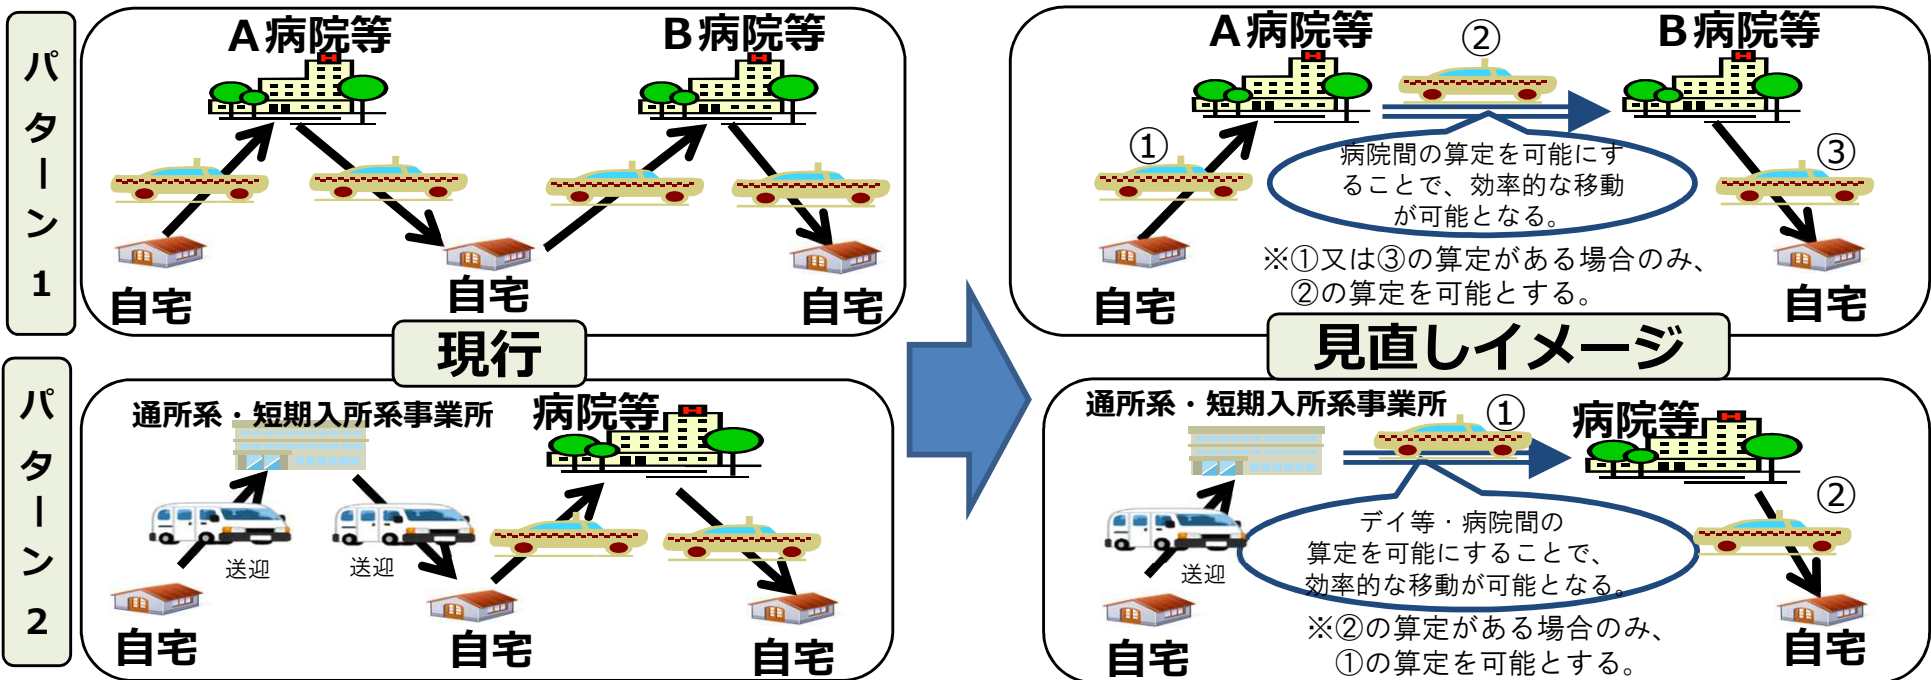 パターン1
A病院等
B病院等
自宅
自宅
自宅
現行
パターン2
通所系・短期入所系事業所
病院等
送迎
送迎
自宅
自宅
自宅
A病院等
②
B病院等
①
病院間の算定を可能にす
ることで、効率的な移動
が可能となる。
③
※①又は③の算定がある場合のみ、
②の算定を可能とする。
自宅
自宅
見直しイメージ
通所系・短期入所系事業所
①
病院等
②
デイ等・病院間の
算定を可能にすることで、
効率的な移動が可能となる。
送迎
※②の算定がある場合のみ、
①の算定を可能とする。
自宅
自宅